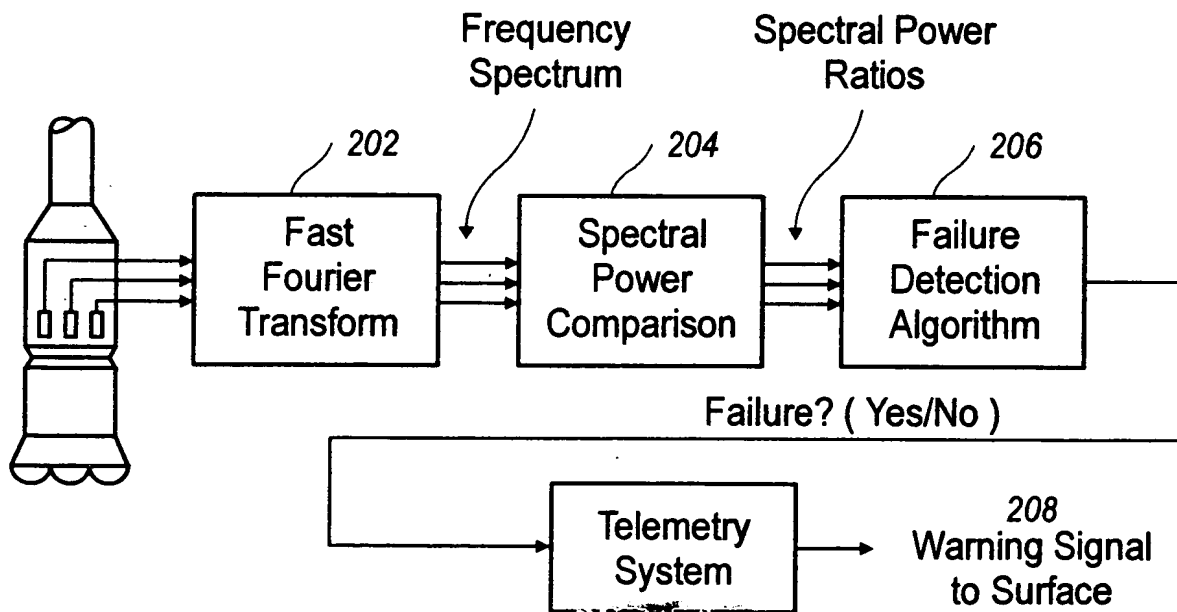 Frequency
Spectrum
Spectral Power
Ratios
202
204
206
Fast
Fourier
Transform
Spectral
Power
Comparison
Failure
Detection
Algorithm
Failure? ( Yes/No )
Telemetry
System
208
Warning Signal
to Surface